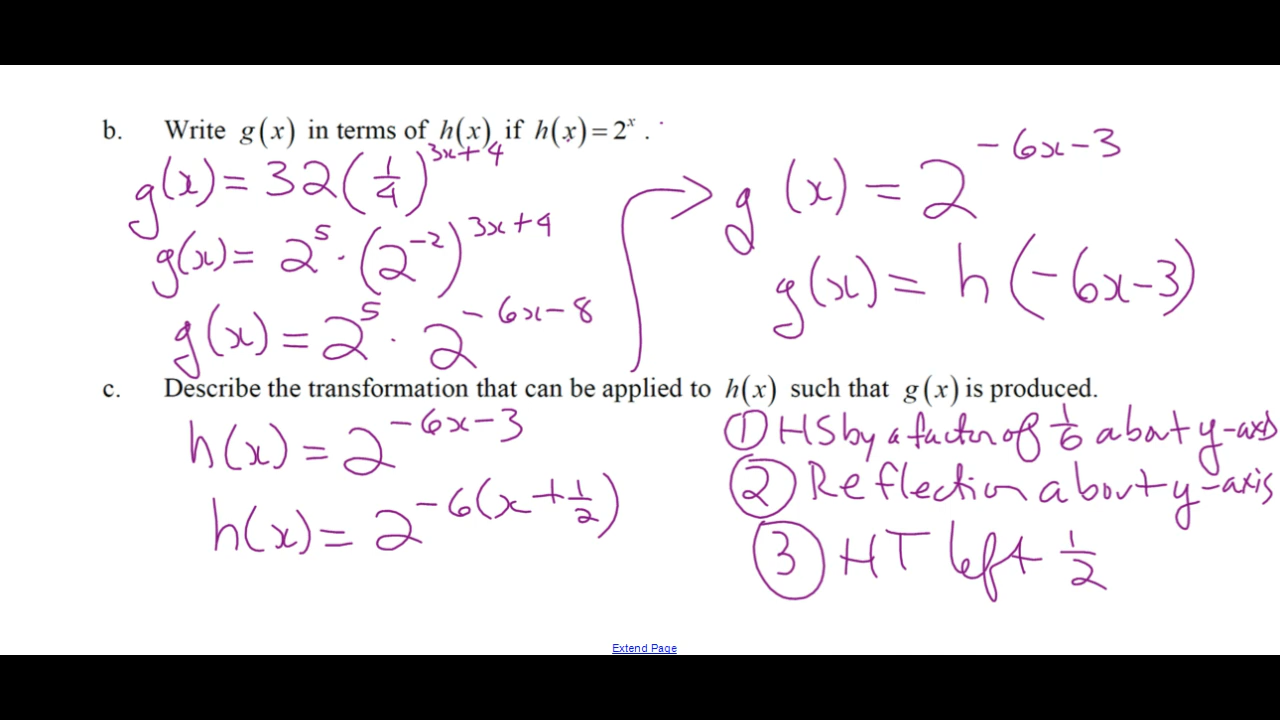 b. Write g(x) in terms of h(x) if h(x) = 2^x.
g(x) = 32(1/4)^(3x+4)
g(x) = 2^5 · (2^-2)^(3x+4)
g(x) = 2^5 · 2^(-6x-8)
g(x) = 2^(-6x-3)
g(x) = h(-6x-3)
c. Describe the transformation that can be applied to h(x) such that g(x) is produced.
h(x) = 2^(-6x-3)
h(x) = 2^(-6(x+1/2))
① HS by a factor of 1/6 about y-axis
② Reflection about y-axis
③ HT left 1/2
Extend Page